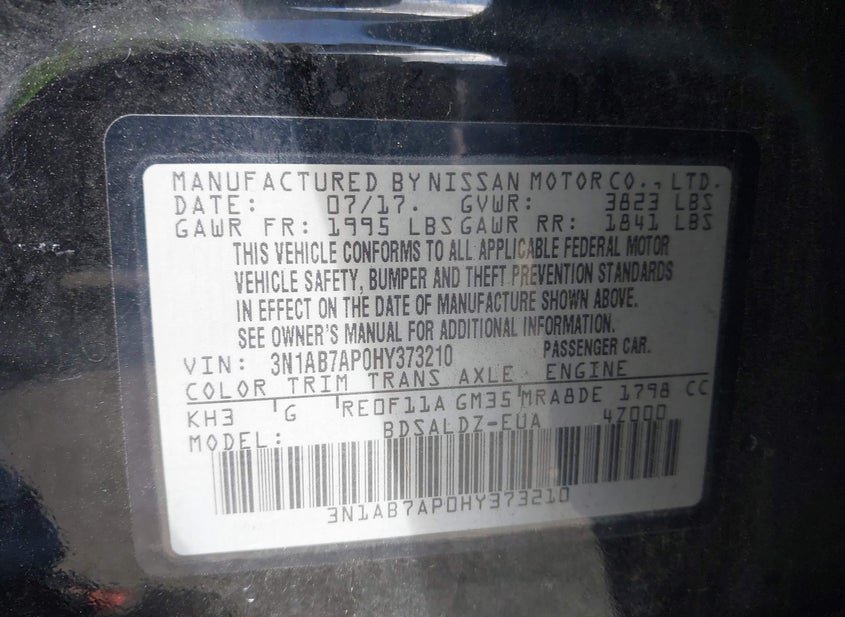 MANUFACTURED BY NISSAN MOTOR CO., LTD.
DATE: 07/17. GVWR: 3823 LBS
GAWR FR: 1995 LBS GAWR RR: 1841 LBS
THIS VEHICLE CONFORMS TO ALL APPLICABLE FEDERAL MOTOR
VEHICLE SAFETY, BUMPER AND THEFT PREVENTION STANDARDS
IN EFFECT ON THE DATE OF MANUFACTURE SHOWN ABOVE.
SEE OWNER'S MANUAL FOR ADDITIONAL INFORMATION.
VIN: 3N1AB7AP0HY373210 PASSENGER CAR.
COLOR TRIM TRANS AXLE ENGINE
KH3 G RE0F11A GM35 MRA8DE 1798 CC
MODEL: BDSALDZ-EUA 4Z000
3N1AB7AP0HY373210